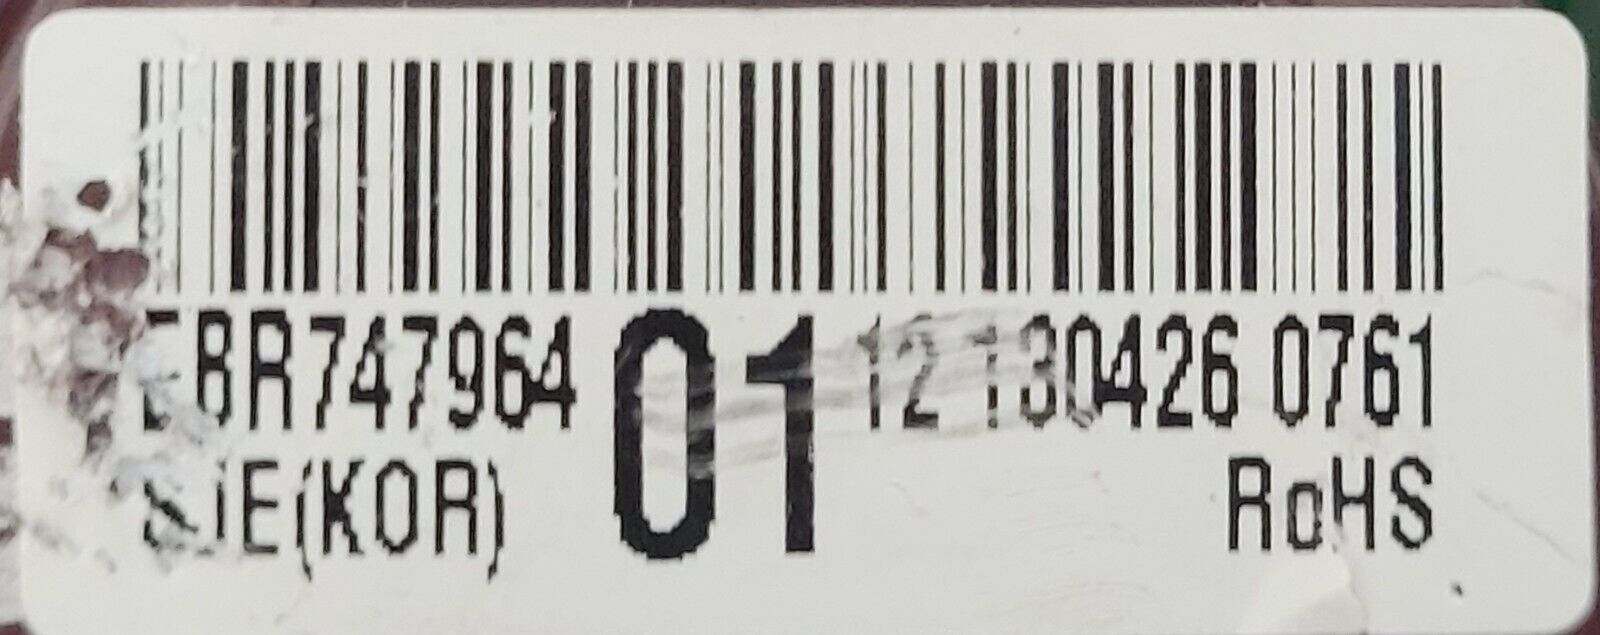 EBR747964 01 12 130426 0761
(KOR) RoHS